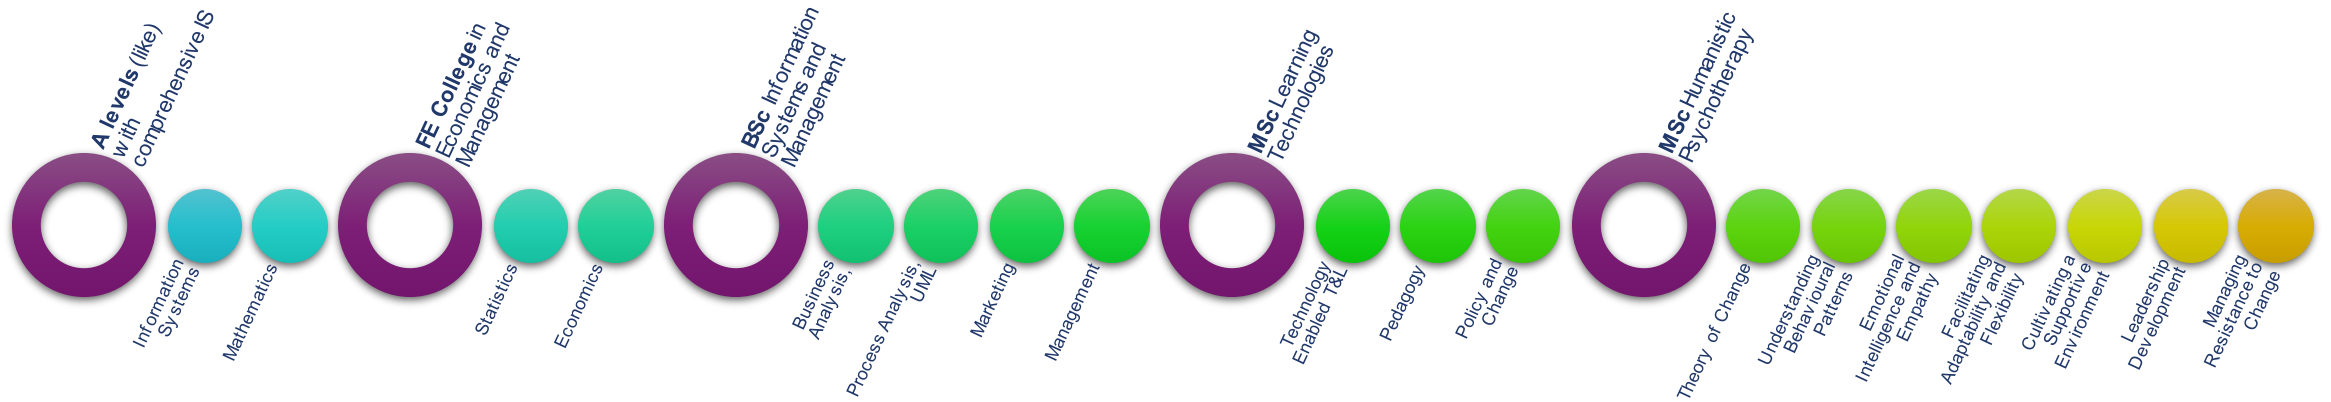 A levels (like)
with
comprehensive IS
Information
Systems
Mathematics
FE College in
Economics and
Management
Statistics
Economics
BSc Information
Systems and
Management
Business
Analysis,
Process Analysis,
UML
Marketing
Management
MSc Learning
Technologies
Technology
Enabled T&L
Pedagogy
Policy and
Change
MSc Humanistic
Psychotherapy
Theory of Change
Understanding
Behavioural
Patterns
Emotional
Intelligence and
Empathy
Facilitating
Adaptability and
Flexibility
Cultivating a
Supportive
Environment
Leadership
Development
Managing
Resistance to
Change